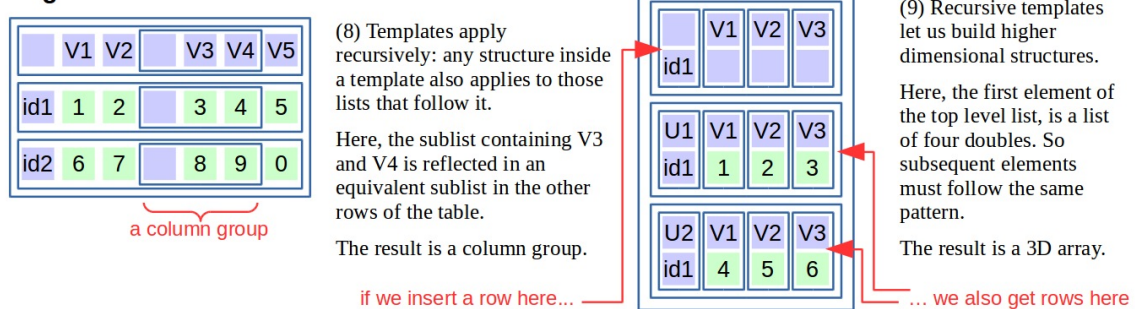 V1 V2 V3 V4 V5
id1 1 2 3 4 5
id2 6 7 8 9 0
a column group
(8) Templates apply
recursively: any structure inside
a template also applies to those
lists that follow it.
Here, the sublist containing V3
and V4 is reflected in an
equivalent sublist in the other
rows of the table.
The result is a column group.
if we insert a row here...
V1 V2 V3
id1
U1 V1 V2 V3
id1 1 2 3
U2 V1 V2 V3
id1 4 5 6
(9) Recursive templates
let us build higher
dimensional structures.
Here, the first element of
the top level list, is a list
of four doubles. So
subsequent elements
must follow the same
pattern.
The result is a 3D array.
... we also get rows here